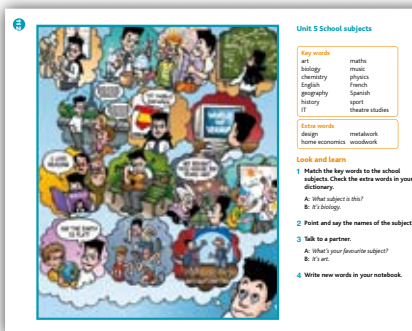 Unit 5 School subjects
Key words
art maths
biology music
chemistry physics
English French
geography Spanish
history sport
IT theatre studies
Extra words
design metalwork
home economics woodwork
Look and learn
1 Match the key words to the school
subjects. Check the extra words in your
dictionary.
A: What subject is this?
B: It's biology.
2 Point and say the names of the subject
3 Talk to a partner.
A: What's your favourite subject?
B: It's art.
4 Write new words in your notebook.